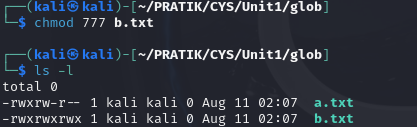 ┌──(kali㉿kali)-[~/PRATIK/CYS/Unit1/glob]
└─$ chmod 777 b.txt
┌──(kali㉿kali)-[~/PRATIK/CYS/Unit1/glob]
└─$ ls -l
total 0
-rwxrw-r-- 1 kali kali 0 Aug 11 02:07 a.txt
-rwxrwxrwx 1 kali kali 0 Aug 11 02:07 b.txt